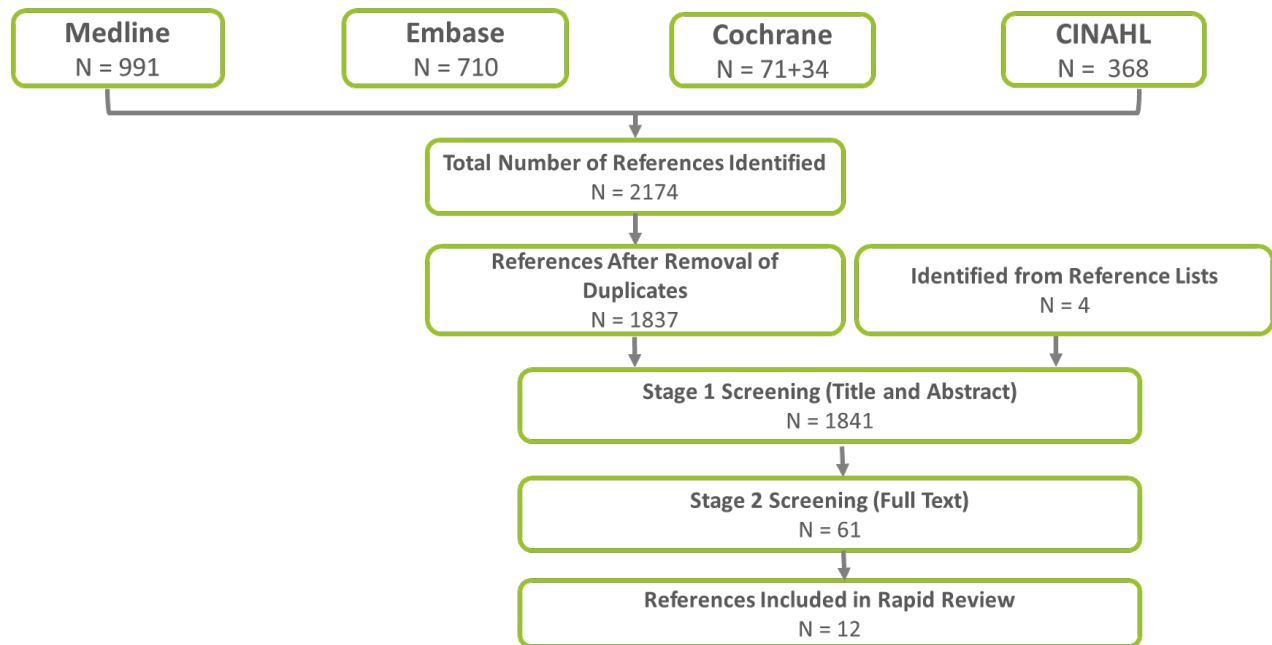 Medline
N = 991
Embase
N = 710
Cochrane
N = 71+34
CINAHL
N = 368
Total Number of References Identified
N = 2174
References After Removal of
Duplicates
N = 1837
Identified from Reference Lists
N = 4
Stage 1 Screening (Title and Abstract)
N = 1841
Stage 2 Screening (Full Text)
N = 61
References Included in Rapid Review
N = 12